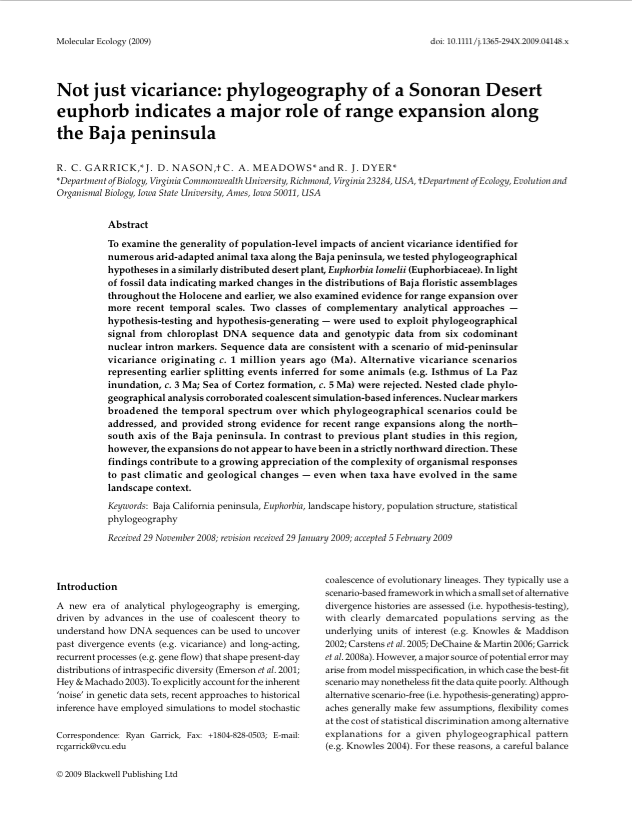 Molecular Ecology (2009)
doi: 10.1111/j.1365-294X.2009.04148.x
Not just vicariance: phylogeography of a Sonoran Desert
euphorb indicates a major role of range expansion along
the Baja peninsula
R. C. GARRICK,* J. D. NASON,† C. A. MEADOWS* and R. J. DYER*
*Department of Biology, Virginia Commonwealth University, Richmond, Virginia 23284, USA, †Department of Ecology, Evolution and
Organismal Biology, Iowa State University, Ames, Iowa 50011, USA
Abstract
To examine the generality of population-level impacts of ancient vicariance identified for
numerous arid-adapted animal taxa along the Baja peninsula, we tested phylogeographical
hypotheses in a similarly distributed desert plant, Euphorbia lomelii (Euphorbiaceae). In light
of fossil data indicating marked changes in the distributions of Baja floristic assemblages
throughout the Holocene and earlier, we also examined evidence for range expansion over
more recent temporal scales. Two classes of complementary analytical approaches —
hypothesis-testing and hypothesis-generating — were used to exploit phylogeographical
signal from chloroplast DNA sequence data and genotypic data from six codominant
nuclear intron markers. Sequence data are consistent with a scenario of mid-peninsular
vicariance originating c. 1 million years ago (Ma). Alternative vicariance scenarios
representing earlier splitting events inferred for some animals (e.g. Isthmus of La Paz
inundation, c. 3 Ma; Sea of Cortez formation, c. 5 Ma) were rejected. Nested clade phylo-
geographical analysis corroborated coalescent simulation-based inferences. Nuclear markers
broadened the temporal spectrum over which phylogeographical scenarios could be
addressed, and provided strong evidence for recent range expansions along the north–
south axis of the Baja peninsula. In contrast to previous plant studies in this region,
however, the expansions do not appear to have been in a strictly northward direction. These
findings contribute to a growing appreciation of the complexity of organismal responses
to past climatic and geological changes — even when taxa have evolved in the same
landscape context.
Keywords: Baja California peninsula, Euphorbia, landscape history, population structure, statistical
phylogeography
Received 29 November 2008; revision received 29 January 2009; accepted 5 February 2009
Introduction
A new era of analytical phylogeography is emerging,
driven by advances in the use of coalescent theory to
understand how DNA sequences can be used to uncover
past divergence events (e.g. vicariance) and long-acting,
recurrent processes (e.g. gene flow) that shape present-day
distributions of intraspecific diversity (Emerson et al. 2001;
Hey & Machado 2003). To explicitly account for the inherent
'noise' in genetic data sets, recent approaches to historical
inference have employed simulations to model stochastic
Correspondence: Ryan Garrick, Fax: +1804-828-0503; E-mail:
rcgarrick@vcu.edu
coalescence of evolutionary lineages. They typically use a
scenario-based framework in which a small set of alternative
divergence histories are assessed (i.e. hypothesis-testing),
with clearly demarcated populations serving as the
underlying units of interest (e.g. Knowles & Maddison
2002; Carstens et al. 2005; DeChaine & Martin 2006; Garrick
et al. 2008a). However, a major source of potential error may
arise from model misspecification, in which case the best-fit
scenario may nonetheless fit the data quite poorly. Although
alternative scenario-free (i.e. hypothesis-generating) appro-
aches generally make few assumptions, flexibility comes
at the cost of statistical discrimination among alternative
explanations for a given phylogeographical pattern
(e.g. Knowles 2004). For these reasons, a careful balance
© 2009 Blackwell Publishing Ltd